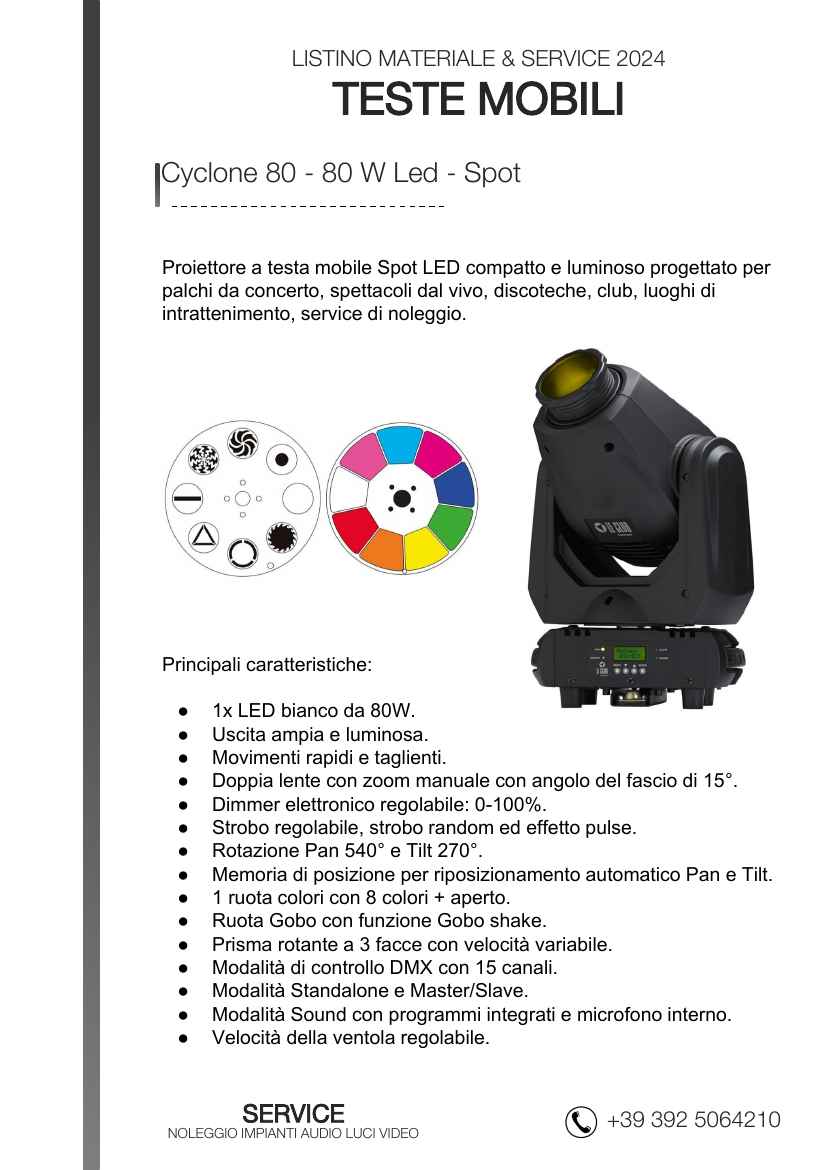 LISTINO MATERIALE & SERVICE 2024
TESTE MOBILI
Cyclone 80 - 80 W Led - Spot
Proiettore a testa mobile Spot LED compatto e luminoso progettato per
palchi da concerto, spettacoli dal vivo, discoteche, club, luoghi di
intrattenimento, service di noleggio.
Principali caratteristiche:
● 1x LED bianco da 80W.
● Uscita ampia e luminosa.
● Movimenti rapidi e taglienti.
● Doppia lente con zoom manuale con angolo del fascio di 15°.
● Dimmer elettronico regolabile: 0-100%.
● Strobo regolabile, strobo random ed effetto pulse.
● Rotazione Pan 540° e Tilt 270°.
● Memoria di posizione per riposizionamento automatico Pan e Tilt.
● 1 ruota colori con 8 colori + aperto.
● Ruota Gobo con funzione Gobo shake.
● Prisma rotante a 3 facce con velocità variabile.
● Modalità di controllo DMX con 15 canali.
● Modalità Standalone e Master/Slave.
● Modalità Sound con programmi integrati e microfono interno.
● Velocità della ventola regolabile.
SERVICE
NOLEGGIO IMPIANTI AUDIO LUCI VIDEO
+39 392 5064210